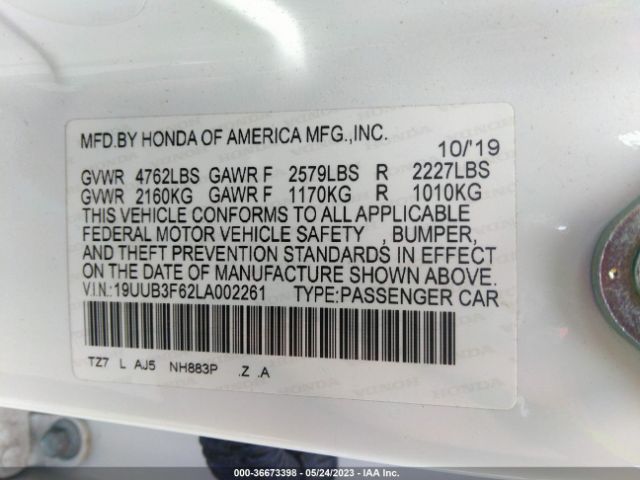 MFD.BY HONDA OF AMERICA MFG.,INC.
10/'19
GVWR 4762LBS GAWR F 2579LBS R 2227LBS
GVWR 2160KG GAWR F 1170KG R 1010KG
THIS VEHICLE CONFORMS TO ALL APPLICABLE
FEDERAL MOTOR VEHICLE SAFETY , BUMPER,
AND THEFT PREVENTION STANDARDS IN EFFECT
ON THE DATE OF MANUFACTURE SHOWN ABOVE.
VIN:19UUB3F62LA002261 TYPE:PASSENGER CAR
TZ7 L AJ5 NH883P .Z .A
000-36673398 - 05/24/2023 - IAA Inc.